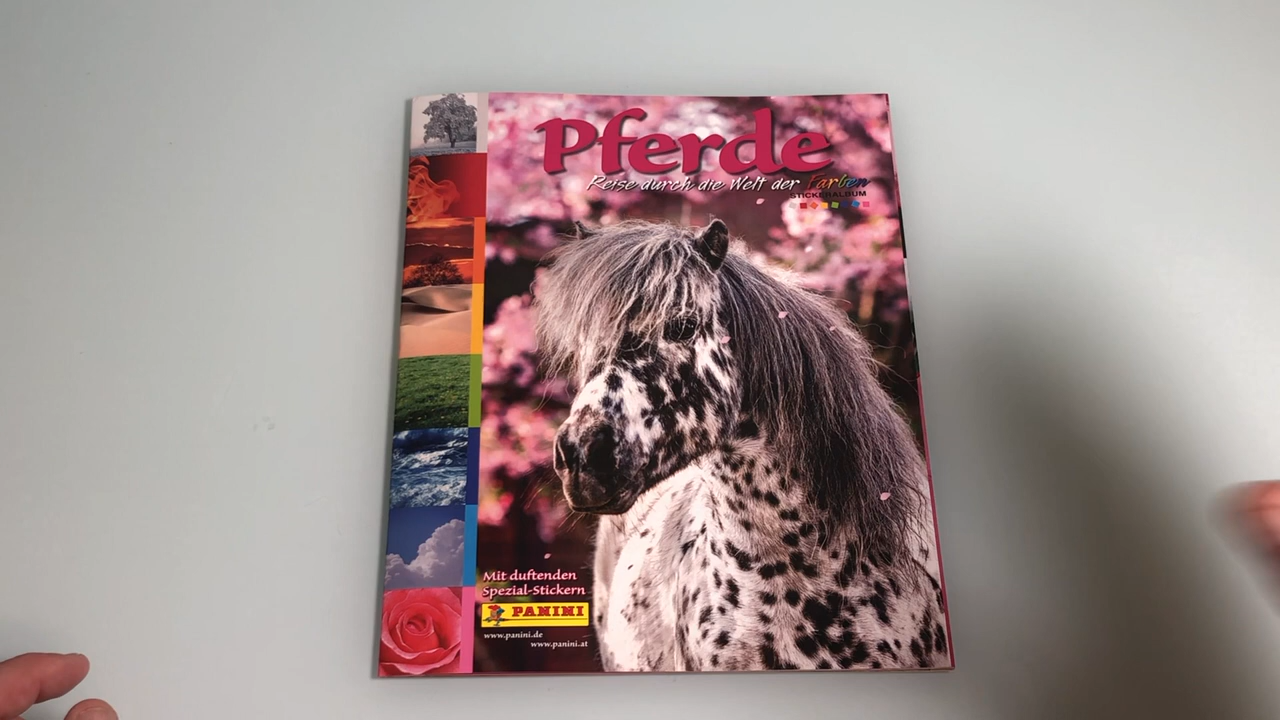 Pferde
Reise durch die Welt der Farben
STICKERALBUM
Mit duftenden
Spezial-Stickern
PANINI
www.panini.de
www.panini.at